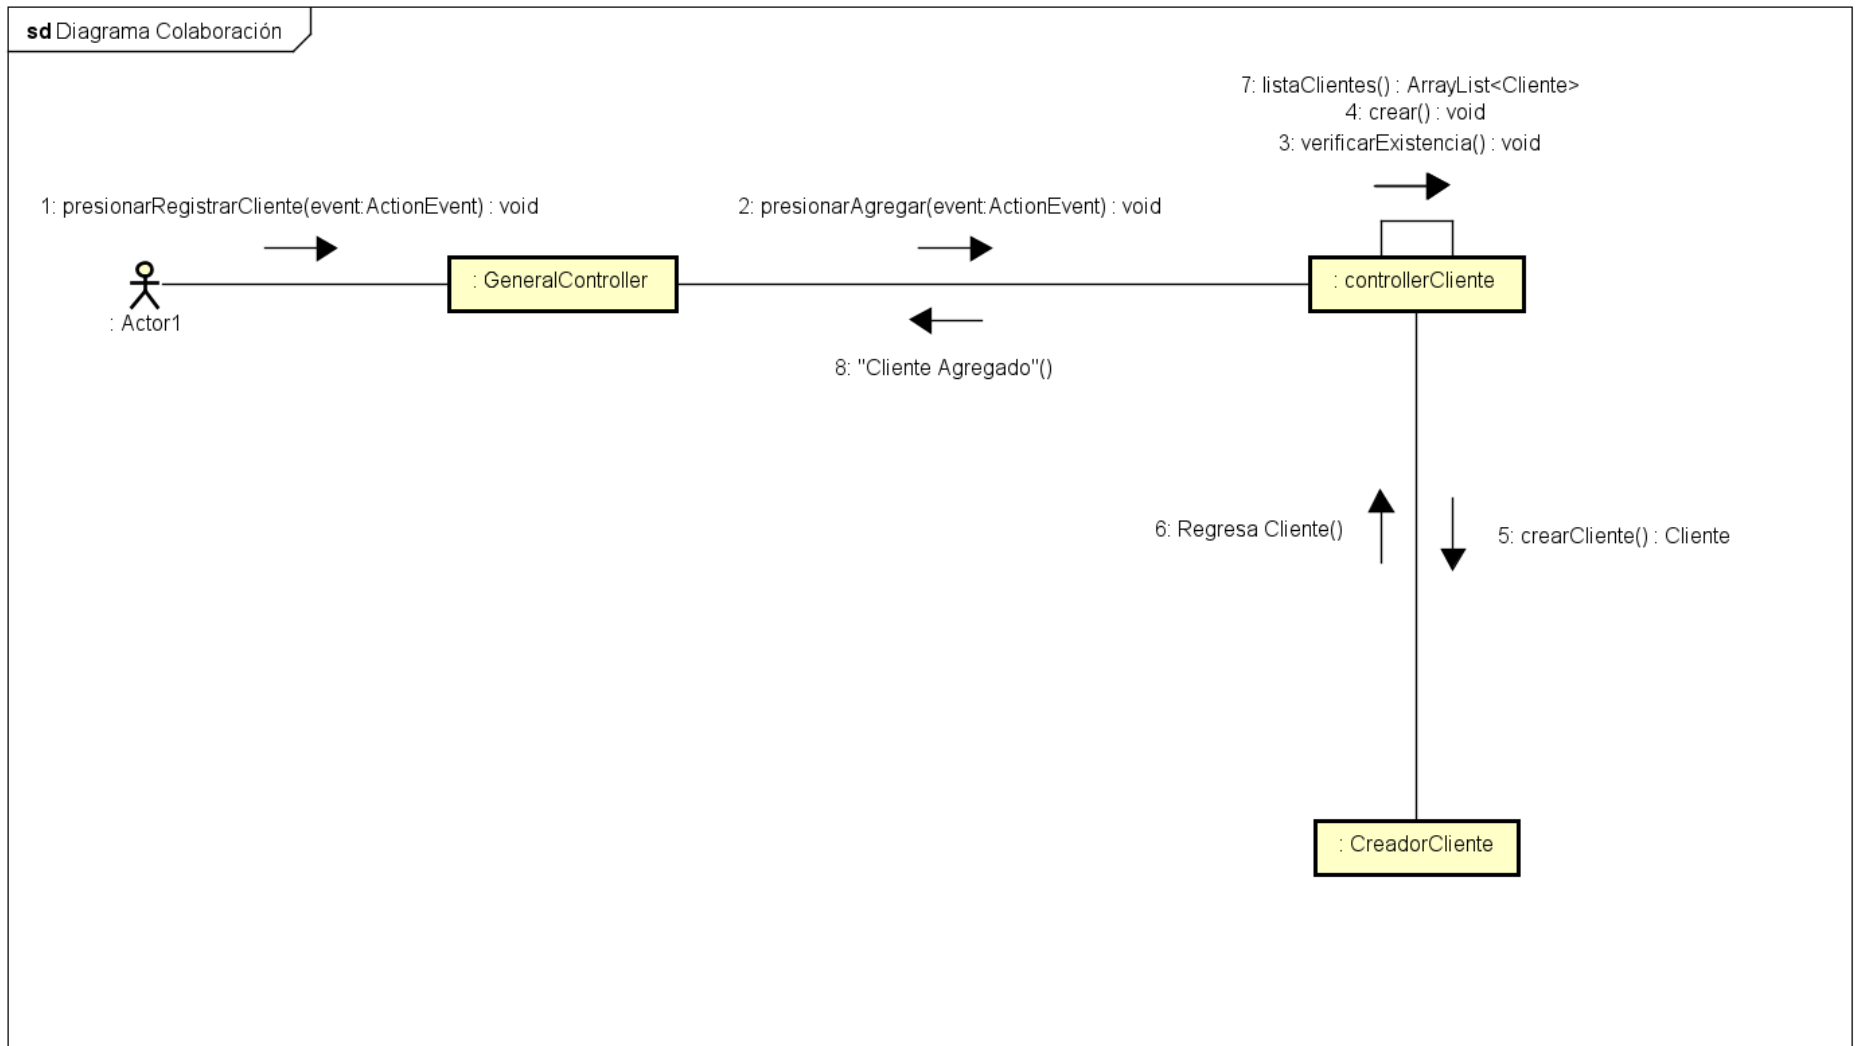 sd Diagrama Colaboración
7: listaClientes() : ArrayList<Cliente>
4: crear() : void
3: verificarExistencia() : void
1: presionarRegistrarCliente(event:ActionEvent) : void
2: presionarAgregar(event:ActionEvent) : void
: GeneralController
: controllerCliente
: Actor1
8: "Cliente Agregado"()
6: Regresa Cliente()
5: crearCliente() : Cliente
: CreadorCliente